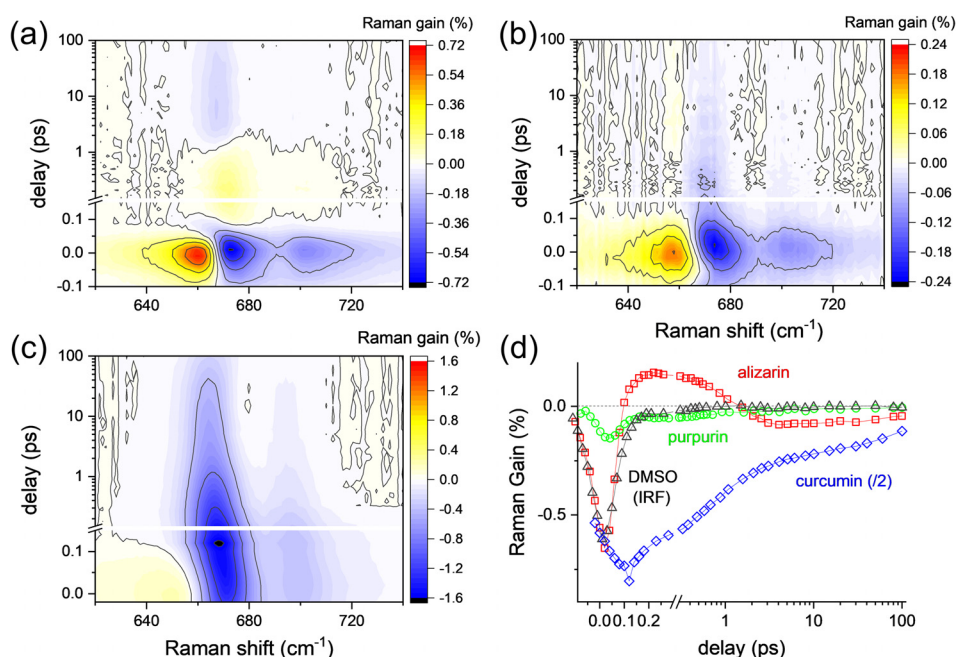 (a)
Raman gain (%)
100
10
1
0.1
0.0
-0.1
delay (ps)
640 680 720
0.72
0.54
0.36
0.18
0.00
-0.18
-0.36
-0.54
-0.72
(b)
Raman gain (%)
100
10
1
0.1
0.0
-0.1
delay (ps)
640 680 720
Raman shift (cm⁻¹)
0.24
0.18
0.12
0.06
0.00
-0.06
-0.12
-0.18
-0.24
(c)
Raman gain (%)
100
10
1
0.1
0.0
delay (ps)
640 680 720
Raman shift (cm⁻¹)
1.6
1.2
0.8
0.4
0.0
-0.4
-0.8
-1.2
-1.6
(d)
alizarin
purpurin
DMSO
(IRF)
curcumin (/2)
0.0
-0.5
Raman Gain (%)
0.0 0.1 0.2 1 10 100
delay (ps)